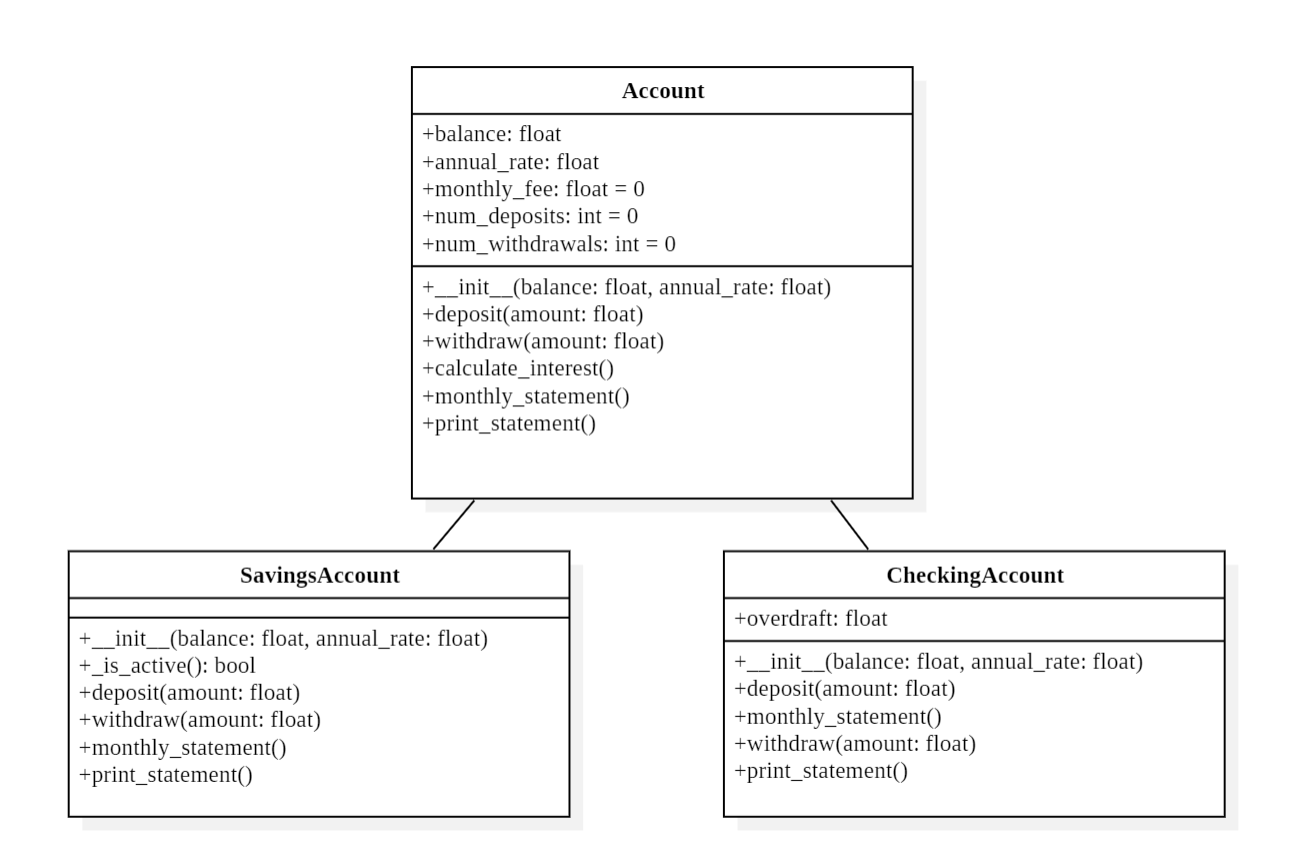 Account
+balance: float
+annual_rate: float
+monthly_fee: float = 0
+num_deposits: int = 0
+num_withdrawals: int = 0
+__init__(balance: float, annual_rate: float)
+deposit(amount: float)
+withdraw(amount: float)
+calculate_interest()
+monthly_statement()
+print_statement()
SavingsAccount
+__init__(balance: float, annual_rate: float)
+_is_active(): bool
+deposit(amount: float)
+withdraw(amount: float)
+monthly_statement()
+print_statement()
CheckingAccount
+overdraft: float
+__init__(balance: float, annual_rate: float)
+deposit(amount: float)
+monthly_statement()
+withdraw(amount: float)
+print_statement()